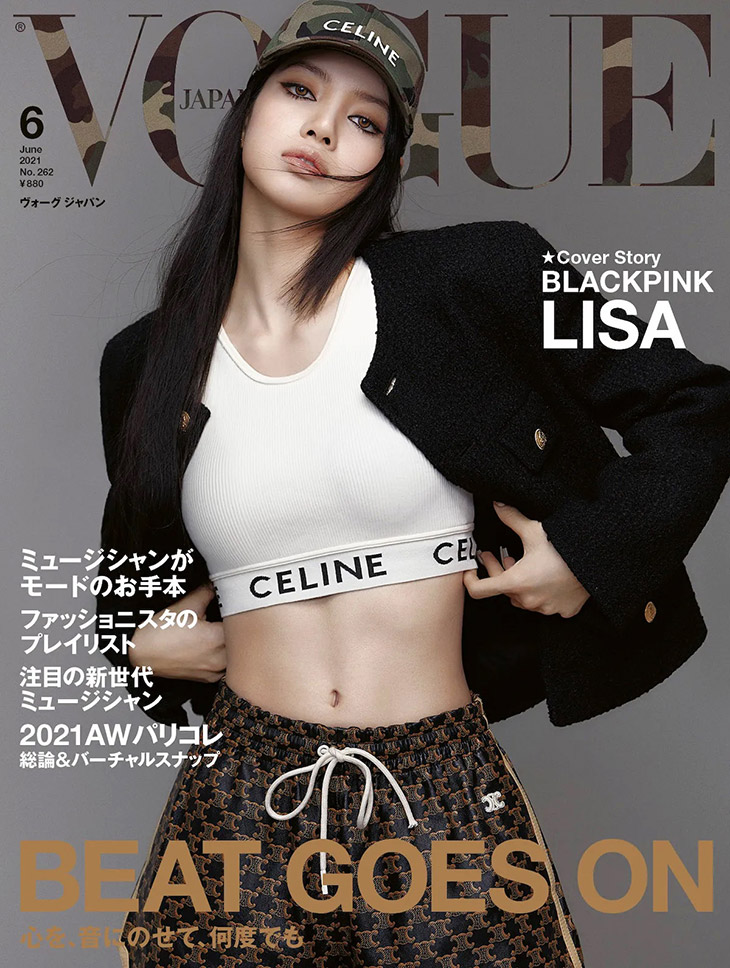 VOGUE
®
JAPAN
CELINE
6
June
2021
No. 262
¥880
ヴォーグ ジャパン
★Cover Story
BLACKPINK
LISA
CELINE
CEL
ミュージシャンが
モードのお手本
ファッショニスタの
プレイリスト
注目の新世代
ミュージシャン
2021AWパリコレ
総論&バーチャルスナップ
BEAT GOES ON
心を、音にのせて、何度でも